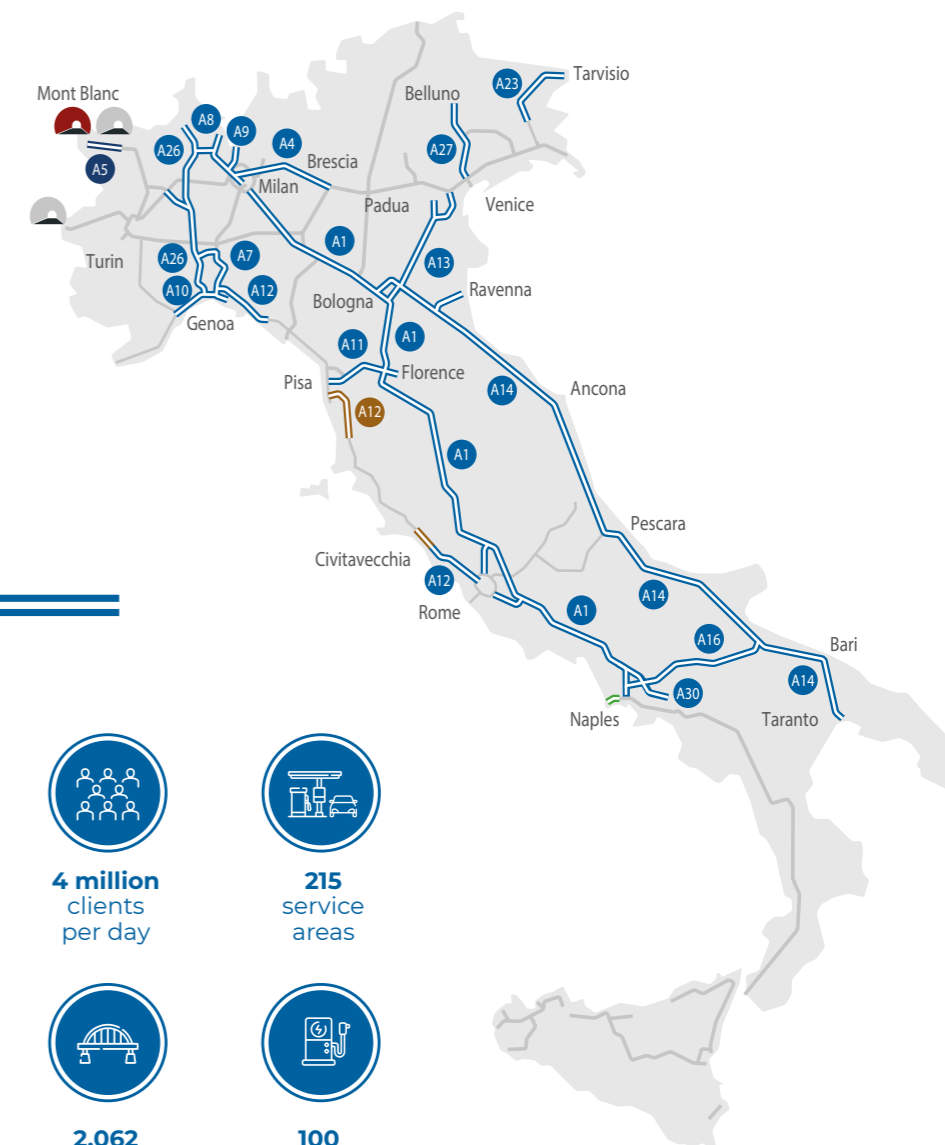 Tarvisio
A23
Mont Blanc
Belluno
A8
A9
A4
A26
A27
Brescia
A5
Milan
Padua
Venice
A1
Turin
A26
A7
A13
A10
A12
Ravenna
Bologna
Genoa
A11
A1
Florence
Pisa
A14
Ancona
A12
A1
Pescara
Civitavecchia
A12
Rome
A14
A1
A16
Bari
A30
A14
Naples
Taranto
4 million
clients
per day
215
service
areas
2,062
100